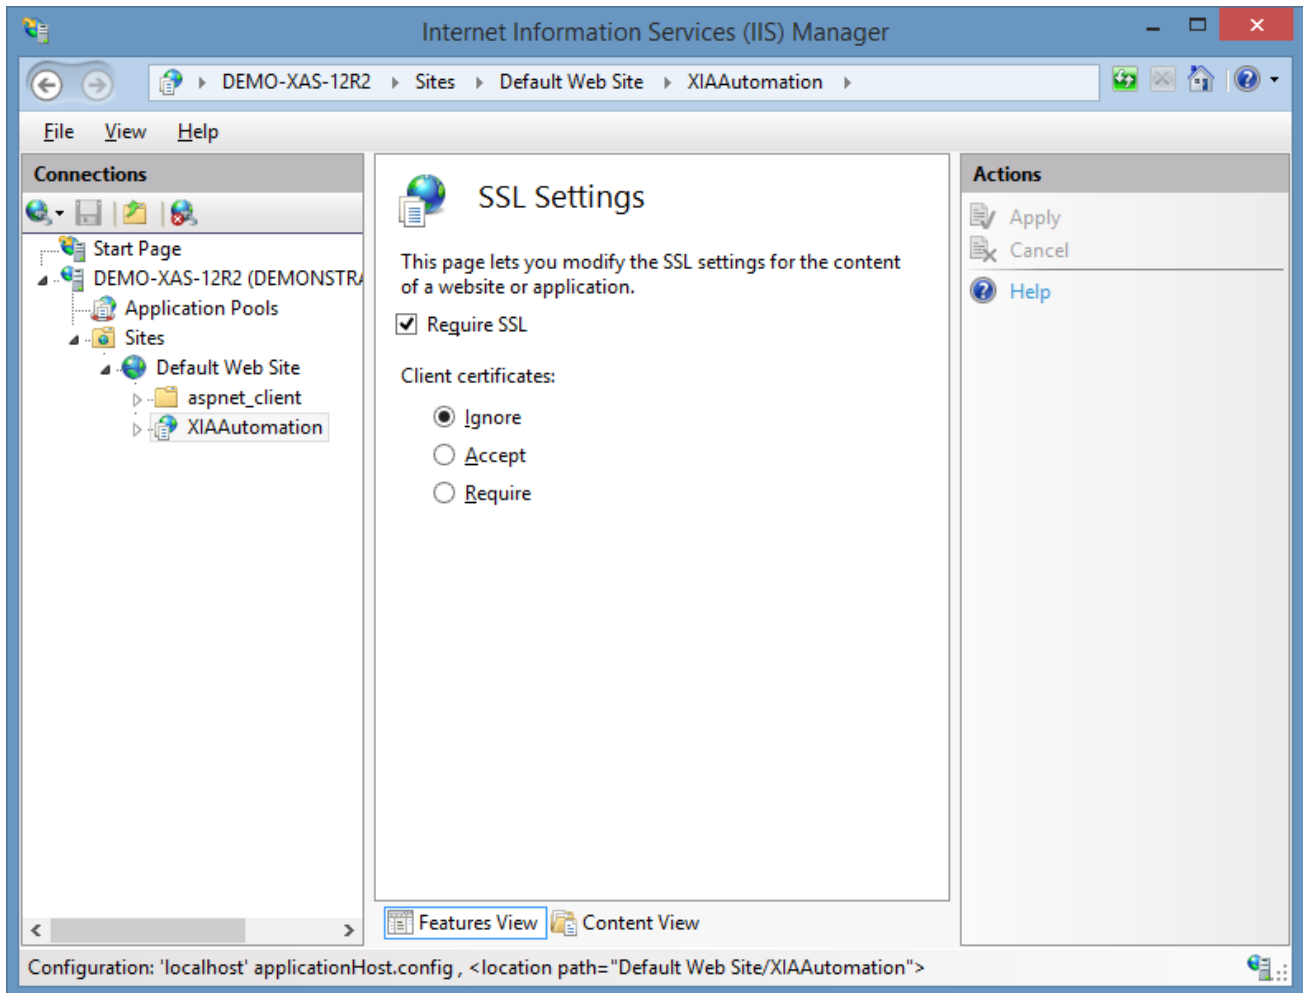 Internet Information Services (IIS) Manager
DEMO-XAS-12R2 Sites Default Web Site XIAAutomation
File View Help
Connections
Start Page
DEMO-XAS-12R2 (DEMONSTRA
Application Pools
Sites
Default Web Site
aspnet_client
XIAAutomation
SSL Settings
This page lets you modify the SSL settings for the content
of a website or application.
Require SSL
Client certificates:
Ignore
Accept
Require
Features View Content View
Actions
Apply
Cancel
Help
Configuration: 'localhost' applicationHost.config , <location path="Default Web Site/XIAAutomation">